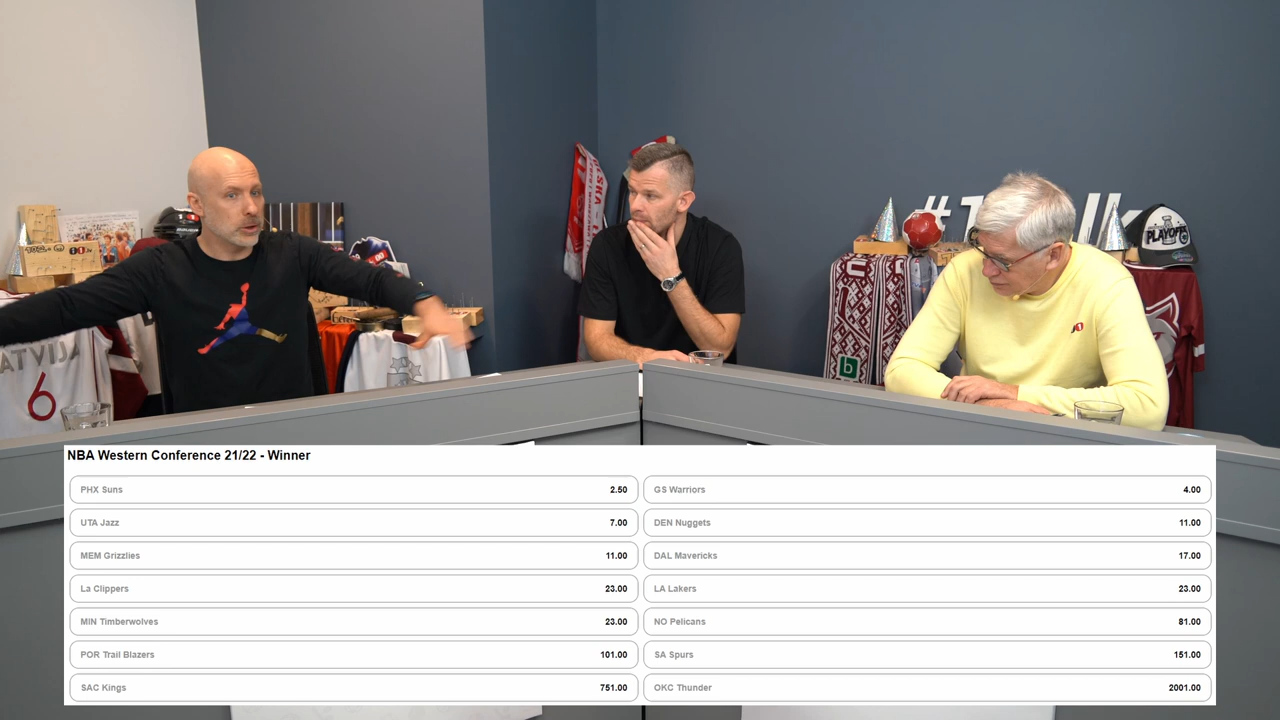 LATVIJA
6
#1Talk
PLAYOFFS
b
NBA Western Conference 21/22 - Winner
PHX Suns 2.50
GS Warriors 4.00
UTA Jazz 7.00
DEN Nuggets 11.00
MEM Grizzlies 11.00
DAL Mavericks 17.00
La Clippers 23.00
LA Lakers 23.00
MIN Timberwolves 23.00
NO Pelicans 81.00
POR Trail Blazers 101.00
SA Spurs 151.00
SAC Kings 751.00
OKC Thunder 2001.00